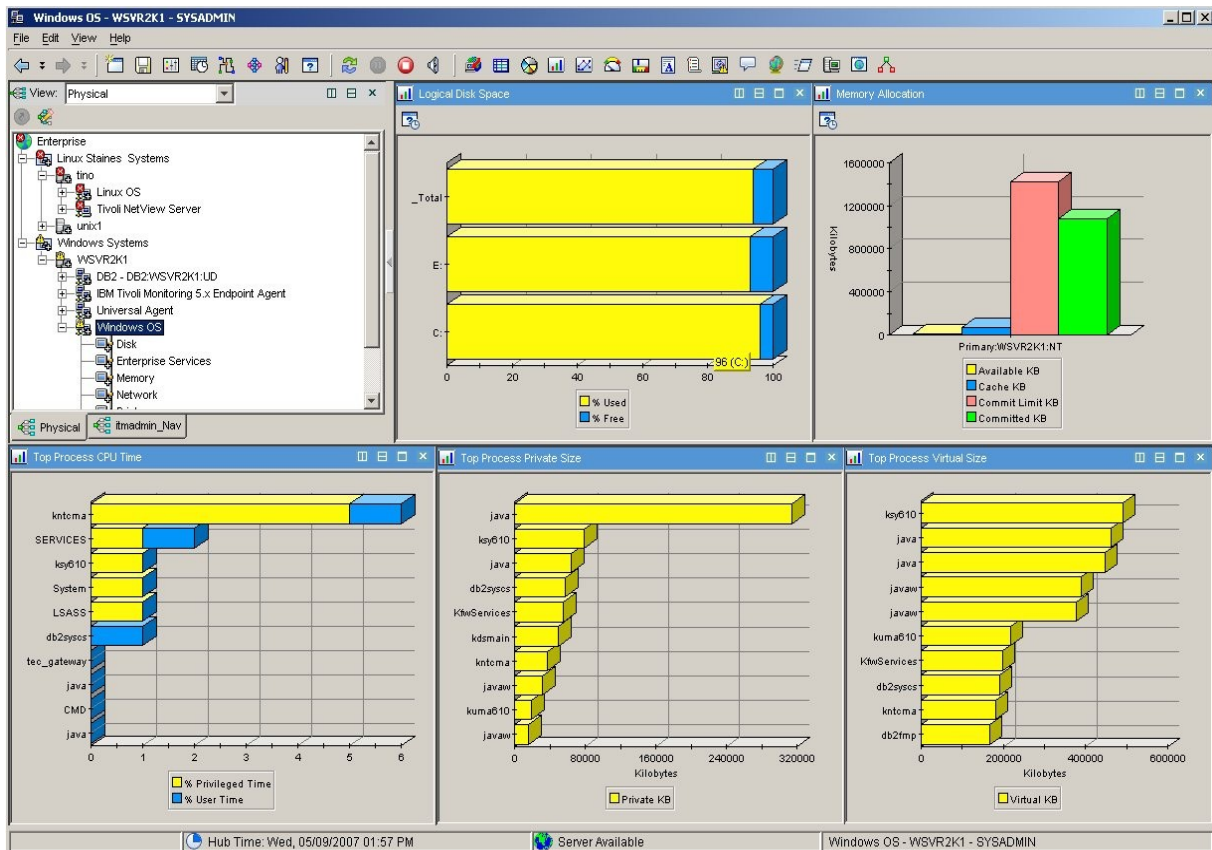 Windows OS - WSVR2K1 - SYSADMIN
File Edit View Help
View: Physical
Enterprise
Linux Staines Systems
tino
Linux OS
Tivoli NetView Server
unix1
Windows Systems
WSVR2K1
DB2 - DB2:WSVR2K1:UD
IBM Tivoli Monitoring 5.x Endpoint Agent
Universal Agent
Windows OS
Disk
Enterprise Services
Memory
Network
Physical
itmadmin_Nav
Logical Disk Space
_Total
E:
C:
96 (C:)
0 20 40 60 80 100
% Used
% Free
Memory Allocation
1600000
1200000
800000
400000
0
Kilobytes
Primary:WSVR2K1:NT
Available KB
Cache KB
Commit Limit KB
Committed KB
Top Process CPU Time
kntcma
SERVICES
ksy610
System
LSASS
db2syscs
tec_gateway
java
CMD
java
0 1 2 3 4 5 6
% Privileged Time
% User Time
Top Process Private Size
java
ksy610
java
db2syscs
KfwServices
kdsmain
kntcma
javaw
kuma610
javaw
0 80000 160000 240000 320000
Kilobytes
Private KB
Top Process Virtual Size
ksy610
java
java
javaw
javaw
kuma610
KfwServices
db2syscs
kntcma
db2fmp
0 200000 400000 600000
Kilobytes
Virtual KB
Hub Time: Wed, 05/09/2007 01:57 PM
Server Available
Windows OS - WSVR2K1 - SYSADMIN